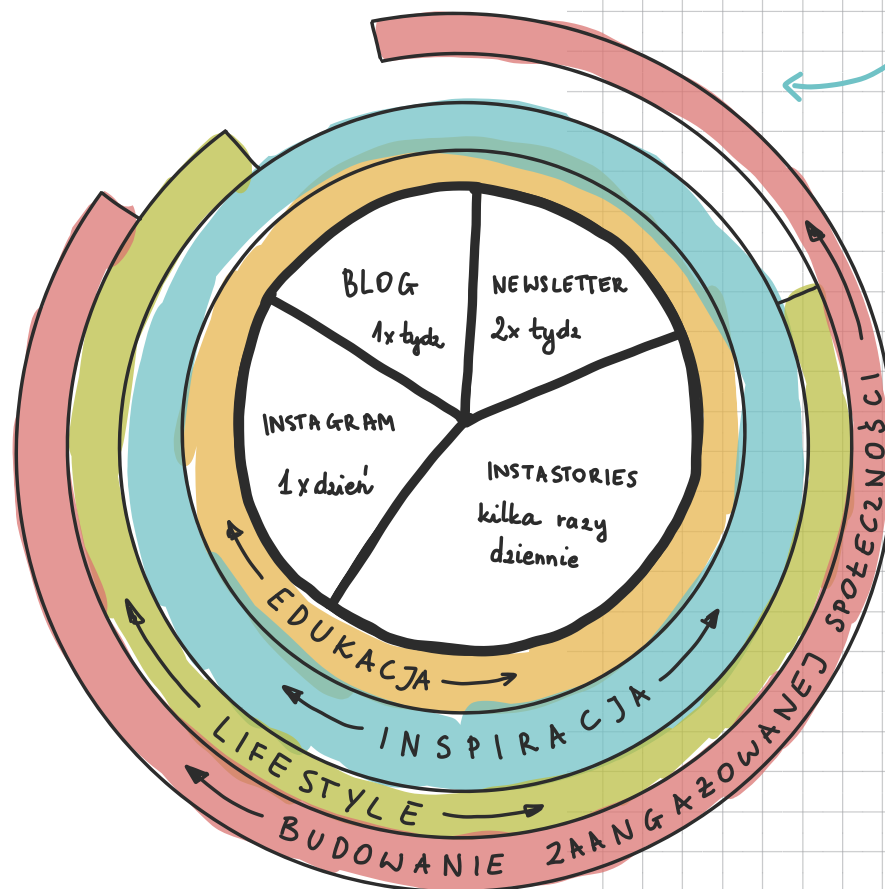 BLOG
1x tydz
NEWSLETTER
2x tydz
INSTAGRAM
1x dzień
INSTASTORIES
kilka razy
dziennie
EDUKACJA
INSPIRACJA
LIFESTYLE
BUDOWANIE ZAANGAŻOWANEJ SPOŁECZNOŚCI